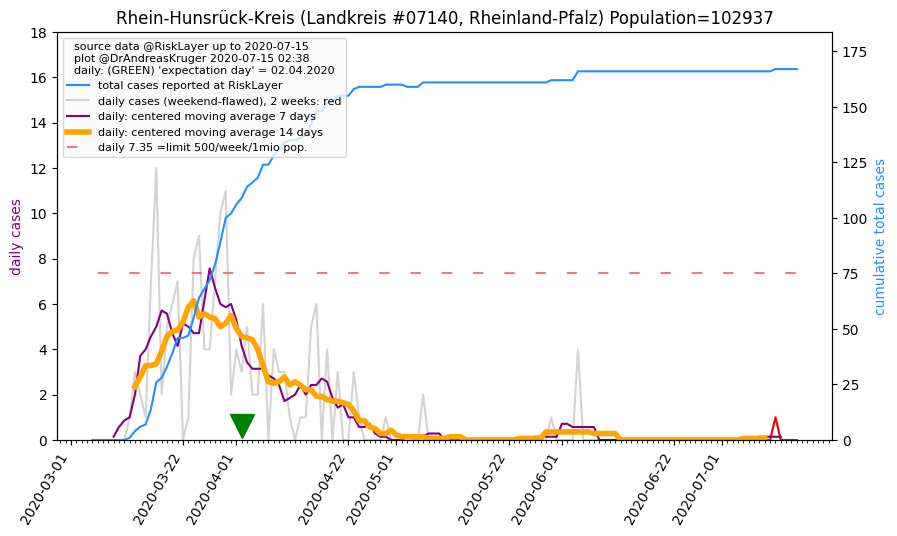 Rhein-Hunsrück-Kreis (Landkreis #07140, Rheinland-Pfalz) Population=102937
source data @RiskLayer up to 2020-07-15
plot @DrAndreasKruger 2020-07-15 02:38
daily: (GREEN) 'expectation day' = 02.04.2020
total cases reported at RiskLayer
daily cases (weekend-flawed), 2 weeks: red
daily: centered moving average 7 days
daily: centered moving average 14 days
daily 7.35 =limit 500/week/1mio pop.
daily cases
18
16
14
12
10
8
6
4
2
0
175
150
125
100
75
50
25
0
cumulative total cases
2020-03-01
2020-03-22
2020-04-01
2020-04-22
2020-05-01
2020-05-22
2020-06-01
2020-06-22
2020-07-01